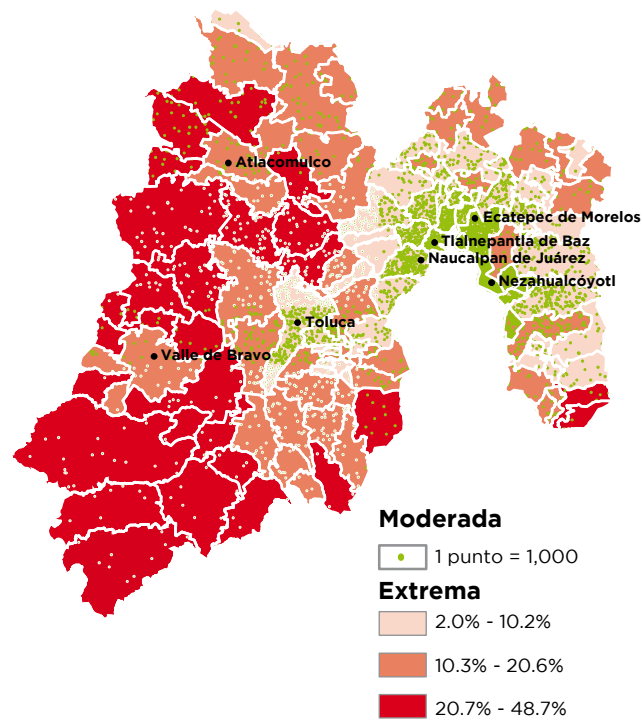 Atlacomulco
Ecatepec de Morelos
Tlalnepantla de Baz
Naucalpan de Juárez
Nezahualcóyotl
Toluca
Valle de Bravo
Moderada
1 punto = 1,000
Extrema
2.0% - 10.2%
10.3% - 20.6%
20.7% - 48.7%